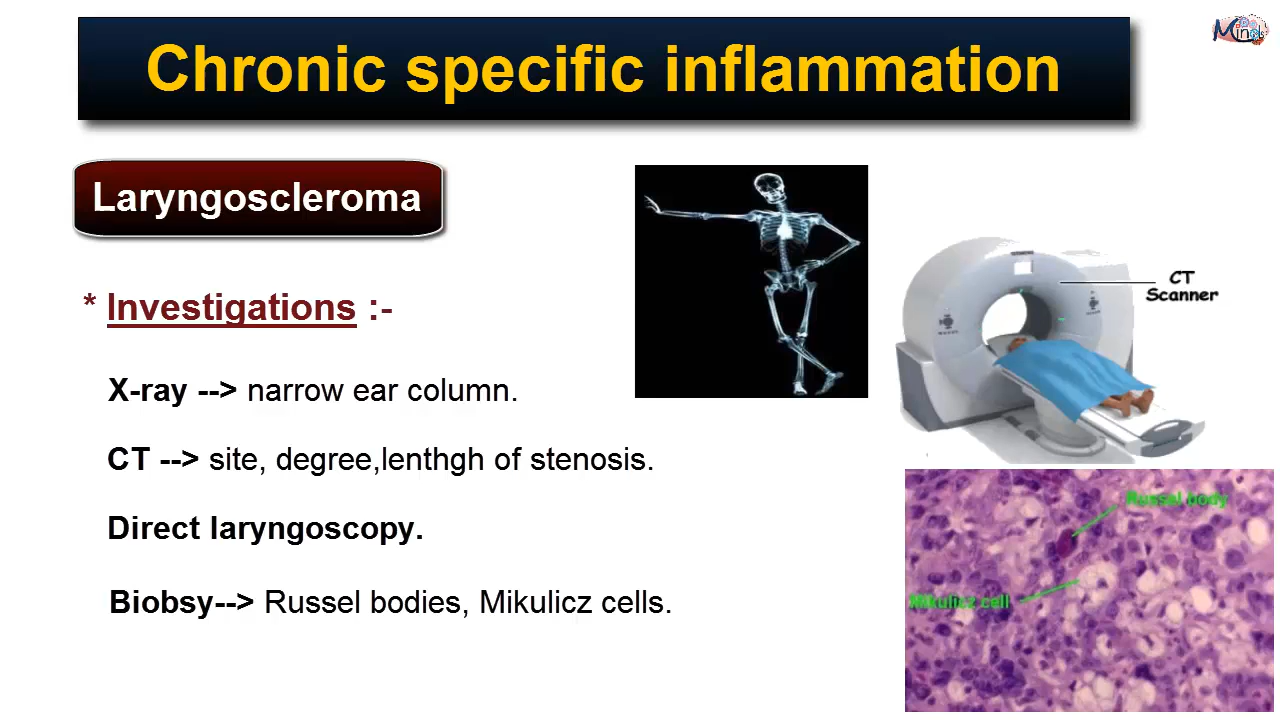 Minds
Chronic specific inflammation
Laryngoscleroma
* Investigations :-
X-ray --> narrow ear column.
CT --> site, degree,lenthgh of stenosis.
Direct laryngoscopy.
Biobsy--> Russel bodies, Mikulicz cells.
CT
Scanner
Russel body
Mikulicz cell